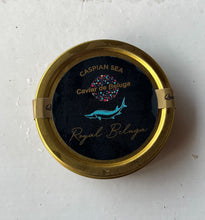 CASPIAN SEA
Caviar de Beluga
Royal Beluga